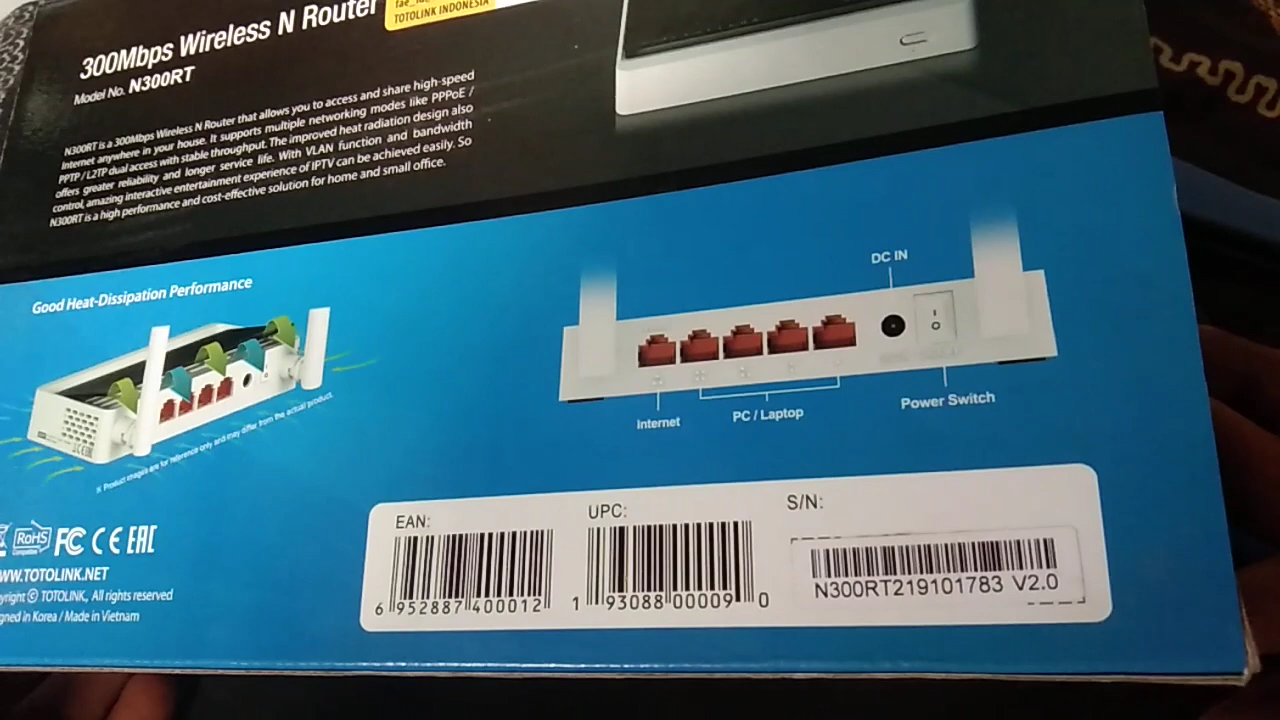 300Mbps Wireless N Router
TOTOLINK INDONESIA
Model No. N300RT
N300RT is a 300Mbps Wireless N Router that allows you to access and share high-speed
Internet anywhere in your house. It supports multiple networking modes like PPPoE /
PPTP / L2TP dual access with stable throughput. The improved heat radiation design also
offers greater reliability and longer service life. With VLAN function and bandwidth
control, amazing interactive entertainment experience of IPTV can be achieved easily. So
N300RT is a high performance and cost-effective solution for home and small office.
Good Heat-Dissipation Performance
※ Product images are for reference only and may differ from the actual product.
DC IN
Internet
PC / Laptop
Power Switch
RoHS
FC CE EAC
WW.TOTOLINK.NET
yright © TOTOLINK., All rights reserved
gned in Korea / Made in Vietnam
EAN:
6 952887 400012
UPC:
1 93088 00009 0
S/N:
N300RT219101783 V2.0